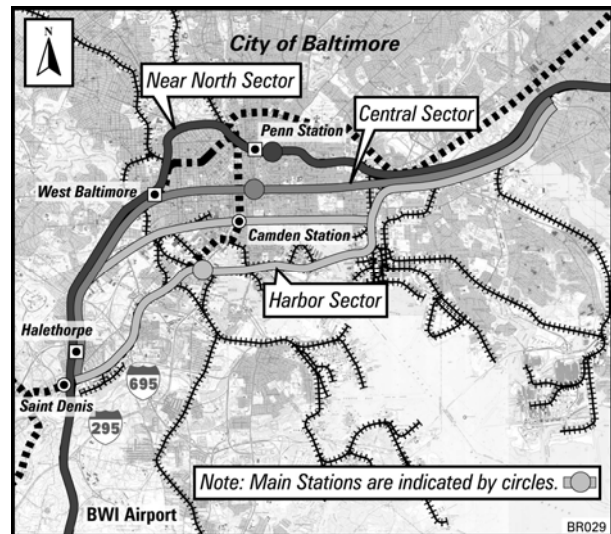 N
City of Baltimore
Near North Sector
Penn Station
Central Sector
West Baltimore
Camden Station
Harbor Sector
Halethorpe
Saint Denis
695
295
Note: Main Stations are indicated by circles.
BWI Airport
BR029